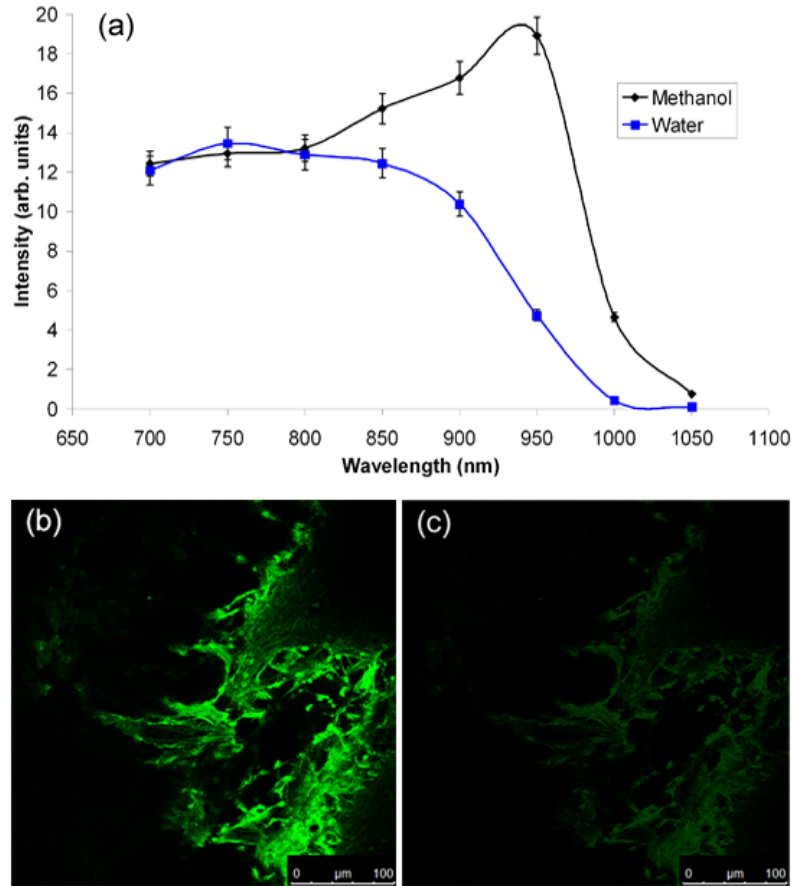 (a)
20
18
16
14
12
10
8
6
4
2
0
Intensity (arb. units)
Methanol
Water
650 700 750 800 850 900 950 1000 1050 1100
Wavelength (nm)
(b) (c)
0 µm 100 0 µm 100